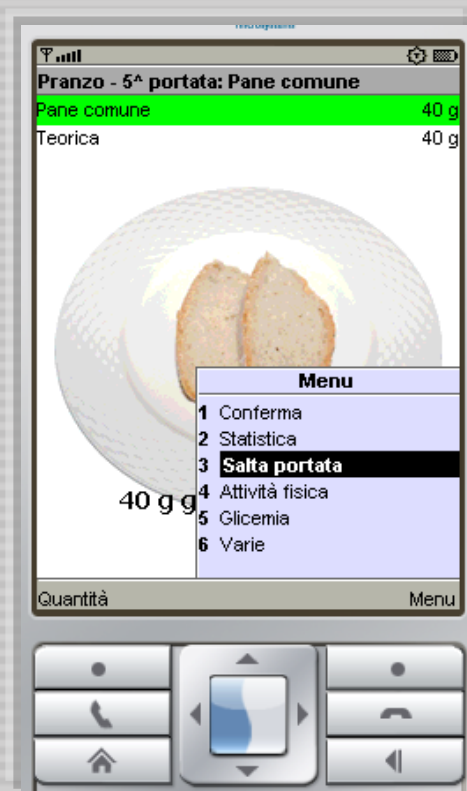 Pranzo - 5^ portata: Pane comune
Pane comune 40 g
Teorica 40 g
Menu
1 Conferma
2 Statistica
3 Salta portata
4 Attività fisica
5 Glicemia
6 Varie
40 g g
Quantità Menu